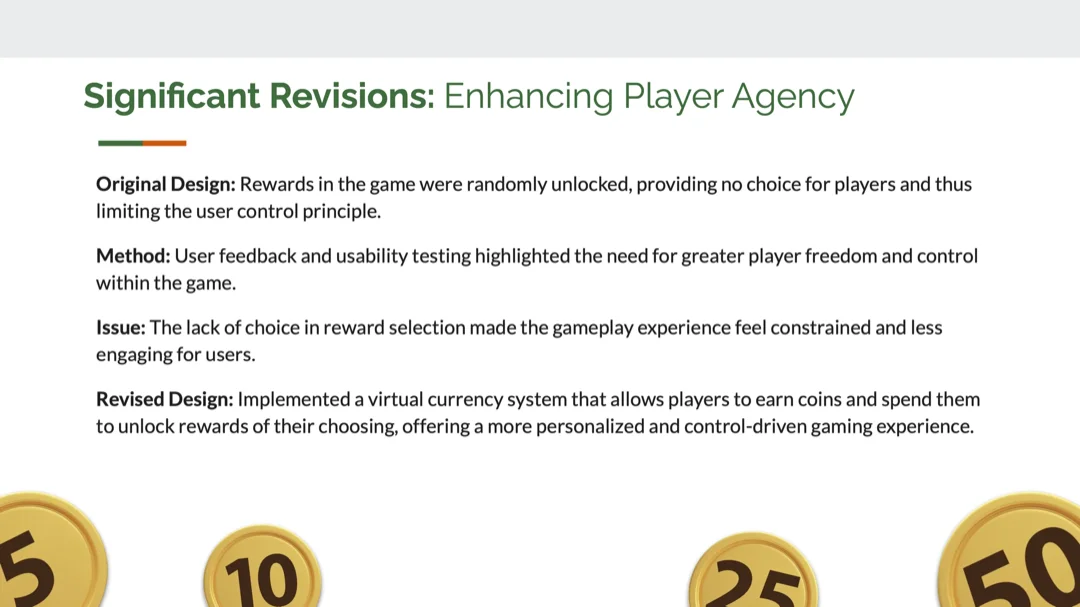 Significant Revisions: Enhancing Player Agency
Original Design: Rewards in the game were randomly unlocked, providing no choice for players and thus
limiting the user control principle.
Method: User feedback and usability testing highlighted the need for greater player freedom and control
within the game.
Issue: The lack of choice in reward selection made the gameplay experience feel constrained and less
engaging for users.
Revised Design: Implemented a virtual currency system that allows players to earn coins and spend them
to unlock rewards of their choosing, offering a more personalized and control-driven gaming experience.
5 10 25 50